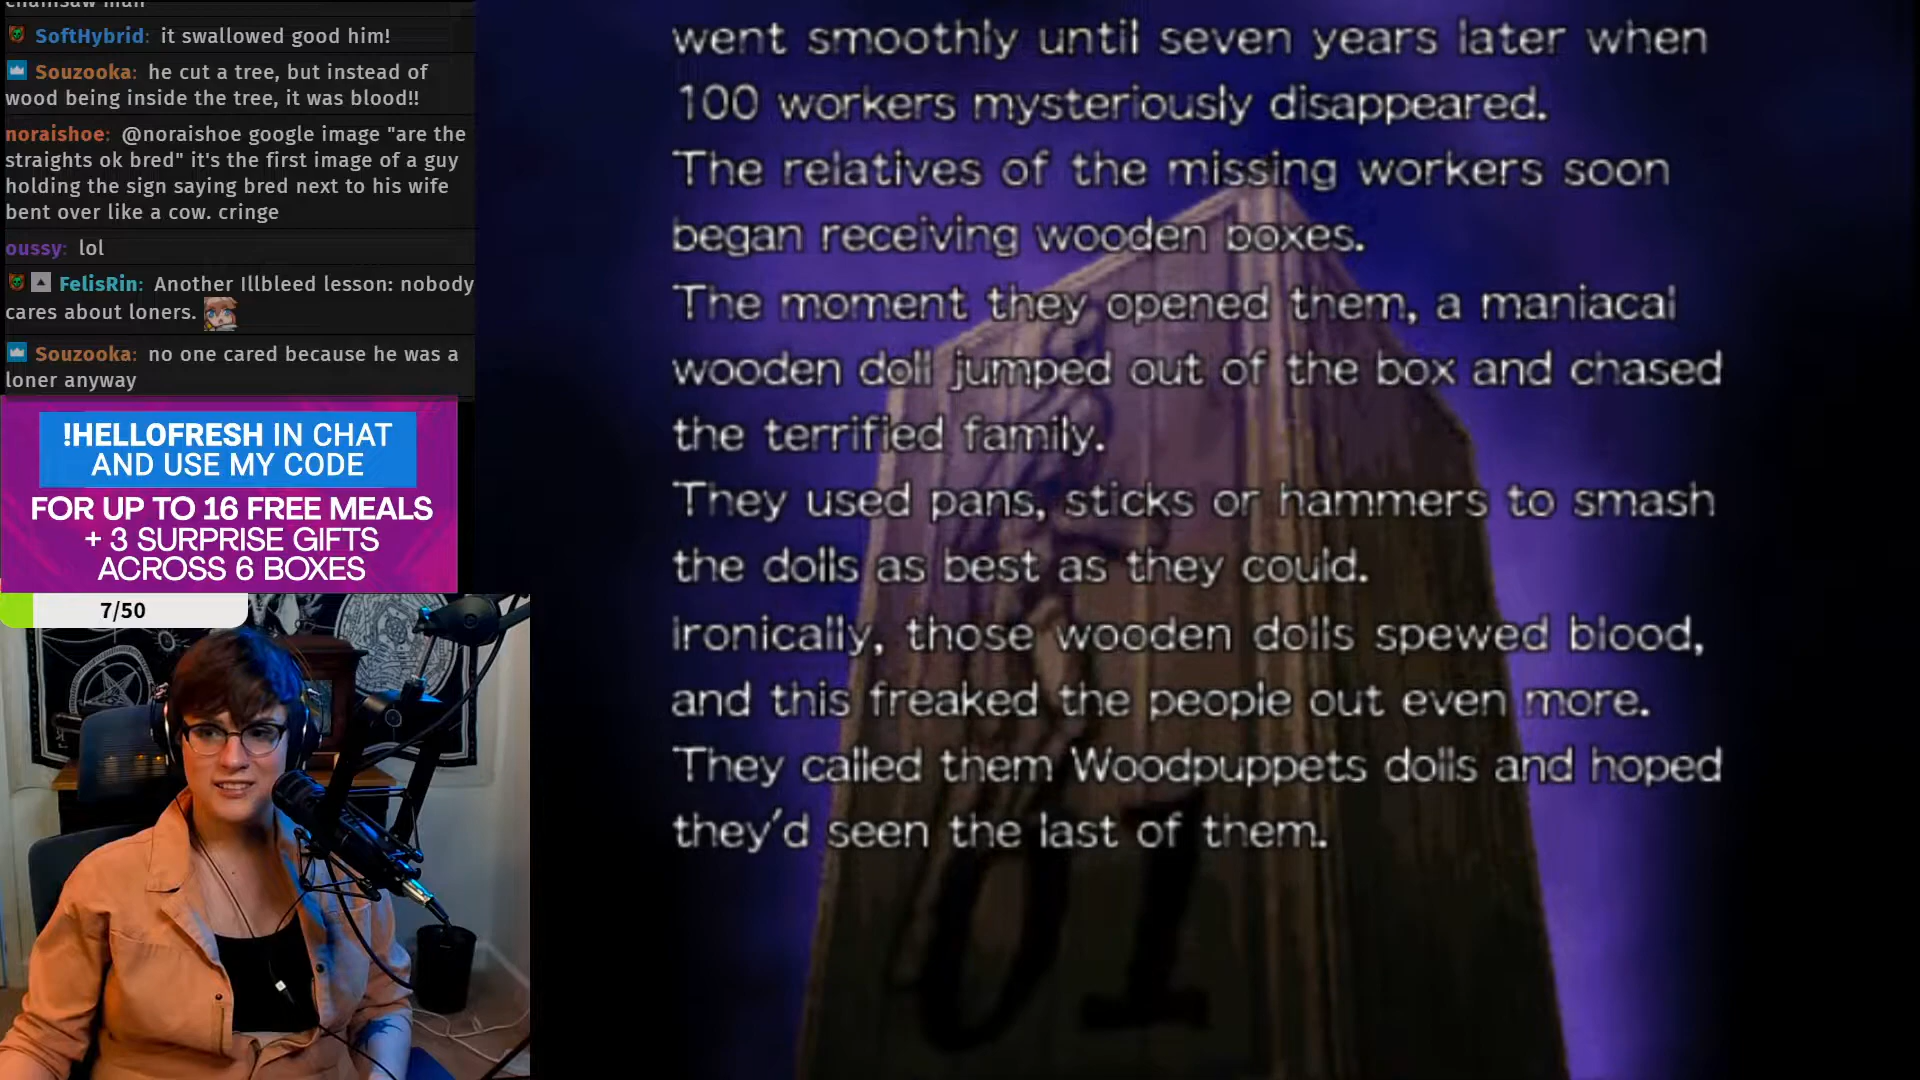 chainsaw man
SoftHybrid: it swallowed good him!
Souzooka: he cut a tree, but instead of
wood being inside the tree, it was blood!!
noraishoe: @noraishoe google image "are the
straights ok bred" it's the first image of a guy
holding the sign saying bred next to his wife
bent over like a cow. cringe
oussy: lol
FelisRin: Another Illbleed lesson: nobody
cares about loners.
Souzooka: no one cared because he was a
loner anyway
!HELLOFRESH IN CHAT
AND USE MY CODE
FOR UP TO 16 FREE MEALS
+ 3 SURPRISE GIFTS
ACROSS 6 BOXES
7/50
went smoothly until seven years later when
100 workers mysteriously disappeared.
The relatives of the missing workers soon
began receiving wooden boxes.
The moment they opened them, a maniacal
wooden doll jumped out of the box and chased
the terrified family.
They used pans, sticks or hammers to smash
the dolls as best as they could.
Ironically, those wooden dolls spewed blood,
and this freaked the people out even more.
They called them Woodpuppets dolls and hoped
they'd seen the last of them.
01